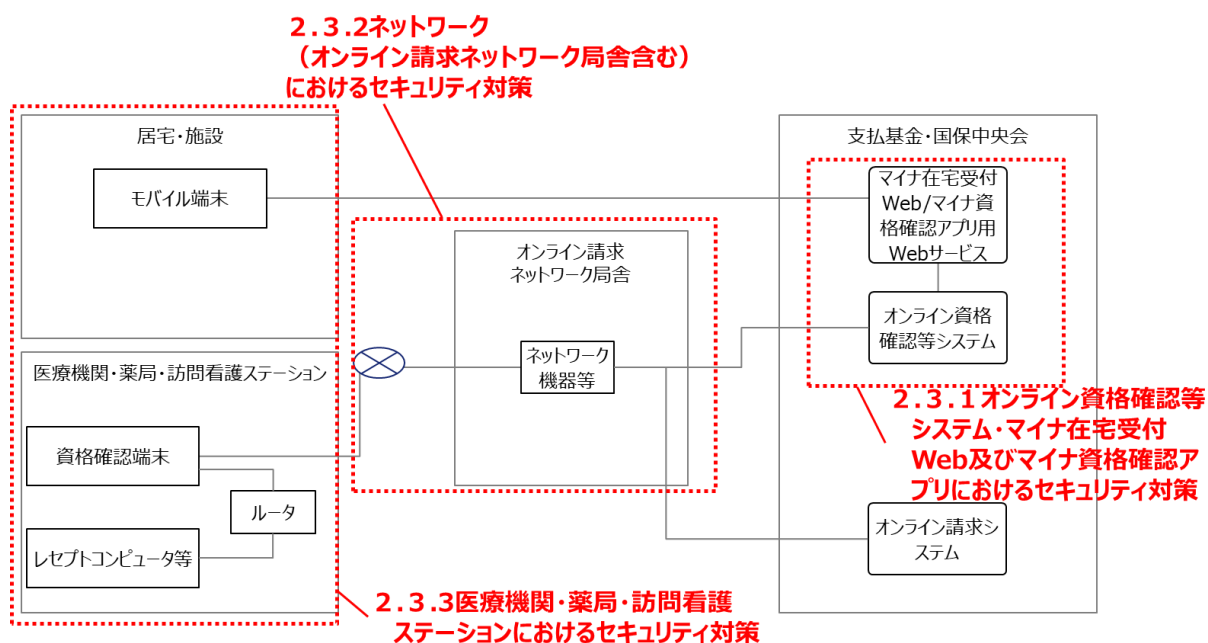 2.3.2ネットワーク
(オンライン請求ネットワーク局舎含む)
におけるセキュリティ対策
居宅・施設
モバイル端末
医療機関・薬局・訪問看護ステーション
資格確認端末
ルータ
レセプトコンピュータ等
オンライン請求
ネットワーク局舎
ネットワーク
機器等
支払基金・国保中央会
マイナ在宅受付
Web/マイナ資
格確認アプリ用
Webサービス
オンライン資格
確認等システム
2.3.1オンライン資格確認等
システム・マイナ在宅受付
Web及びマイナ資格確認ア
プリにおけるセキュリティ対策
オンライン請求シ
ステム
2.3.3医療機関・薬局・訪問看護
ステーションにおけるセキュリティ対策